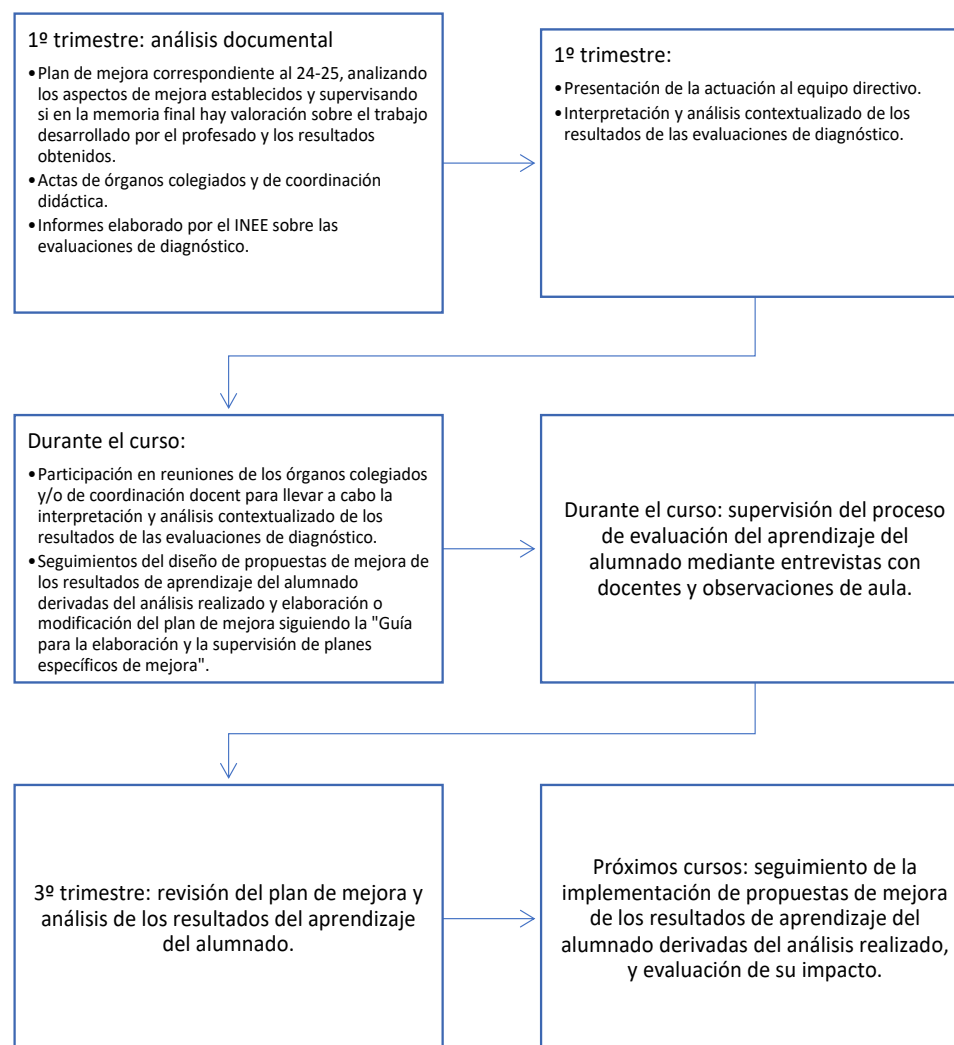 1º trimestre: análisis documental
•Plan de mejora correspondiente al 24-25, analizando
los aspectos de mejora establecidos y supervisando
si en la memoria final hay valoración sobre el trabajo
desarrollado por el profesado y los resultados
obtenidos.
•Actas de órganos colegiados y de coordinación
didáctica.
•Informes elaborado por el INEE sobre las
evaluaciones de diagnóstico.
1º trimestre:
•Presentación de la actuación al equipo directivo.
•Interpretación y análisis contextualizado de los
resultados de las evaluaciones de diagnóstico.
Durante el curso:
•Participación en reuniones de los órganos colegiados
y/o de coordinación docent para llevar a cabo la
interpretación y análisis contextualizado de los
resultados de las evaluaciones de diagnóstico.
•Seguimientos del diseño de propuestas de mejora de
los resultados de aprendizaje del alumnado
derivadas del análisis realizado y elaboración o
modificación del plan de mejora siguiendo la "Guía
para la elaboración y la supervisión de planes
específicos de mejora".
Durante el curso: supervisión del proceso
de evaluación del aprendizaje del
alumnado mediante entrevistas con
docentes y observaciones de aula.
3º trimestre: revisión del plan de mejora y
análisis de los resultados del aprendizaje
del alumnado.
Próximos cursos: seguimiento de la
implementación de propuestas de mejora
de los resultados de aprendizaje del
alumnado derivadas del análisis realizado,
y evaluación de su impacto.